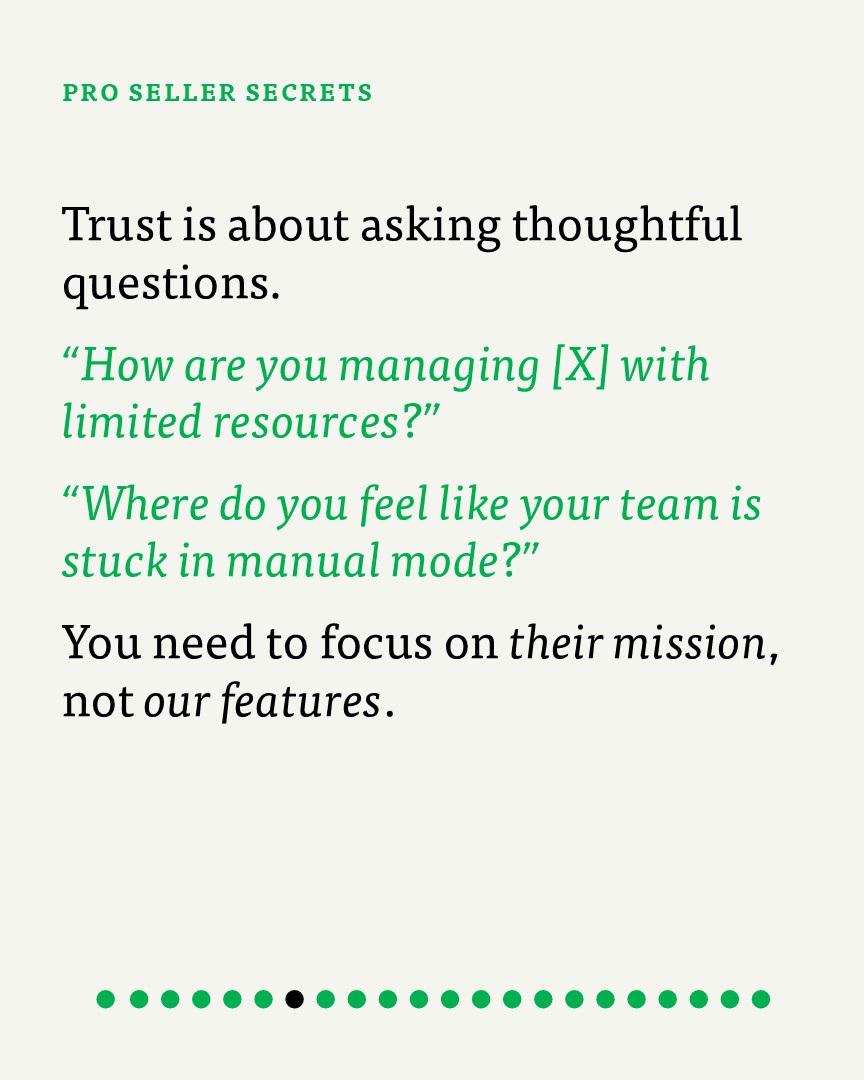 PRO SELLER SECRETS
Trust is about asking thoughtful
questions.
“How are you managing [X] with
limited resources?”
“Where do you feel like your team is
stuck in manual mode?”
You need to focus on their mission,
not our features.